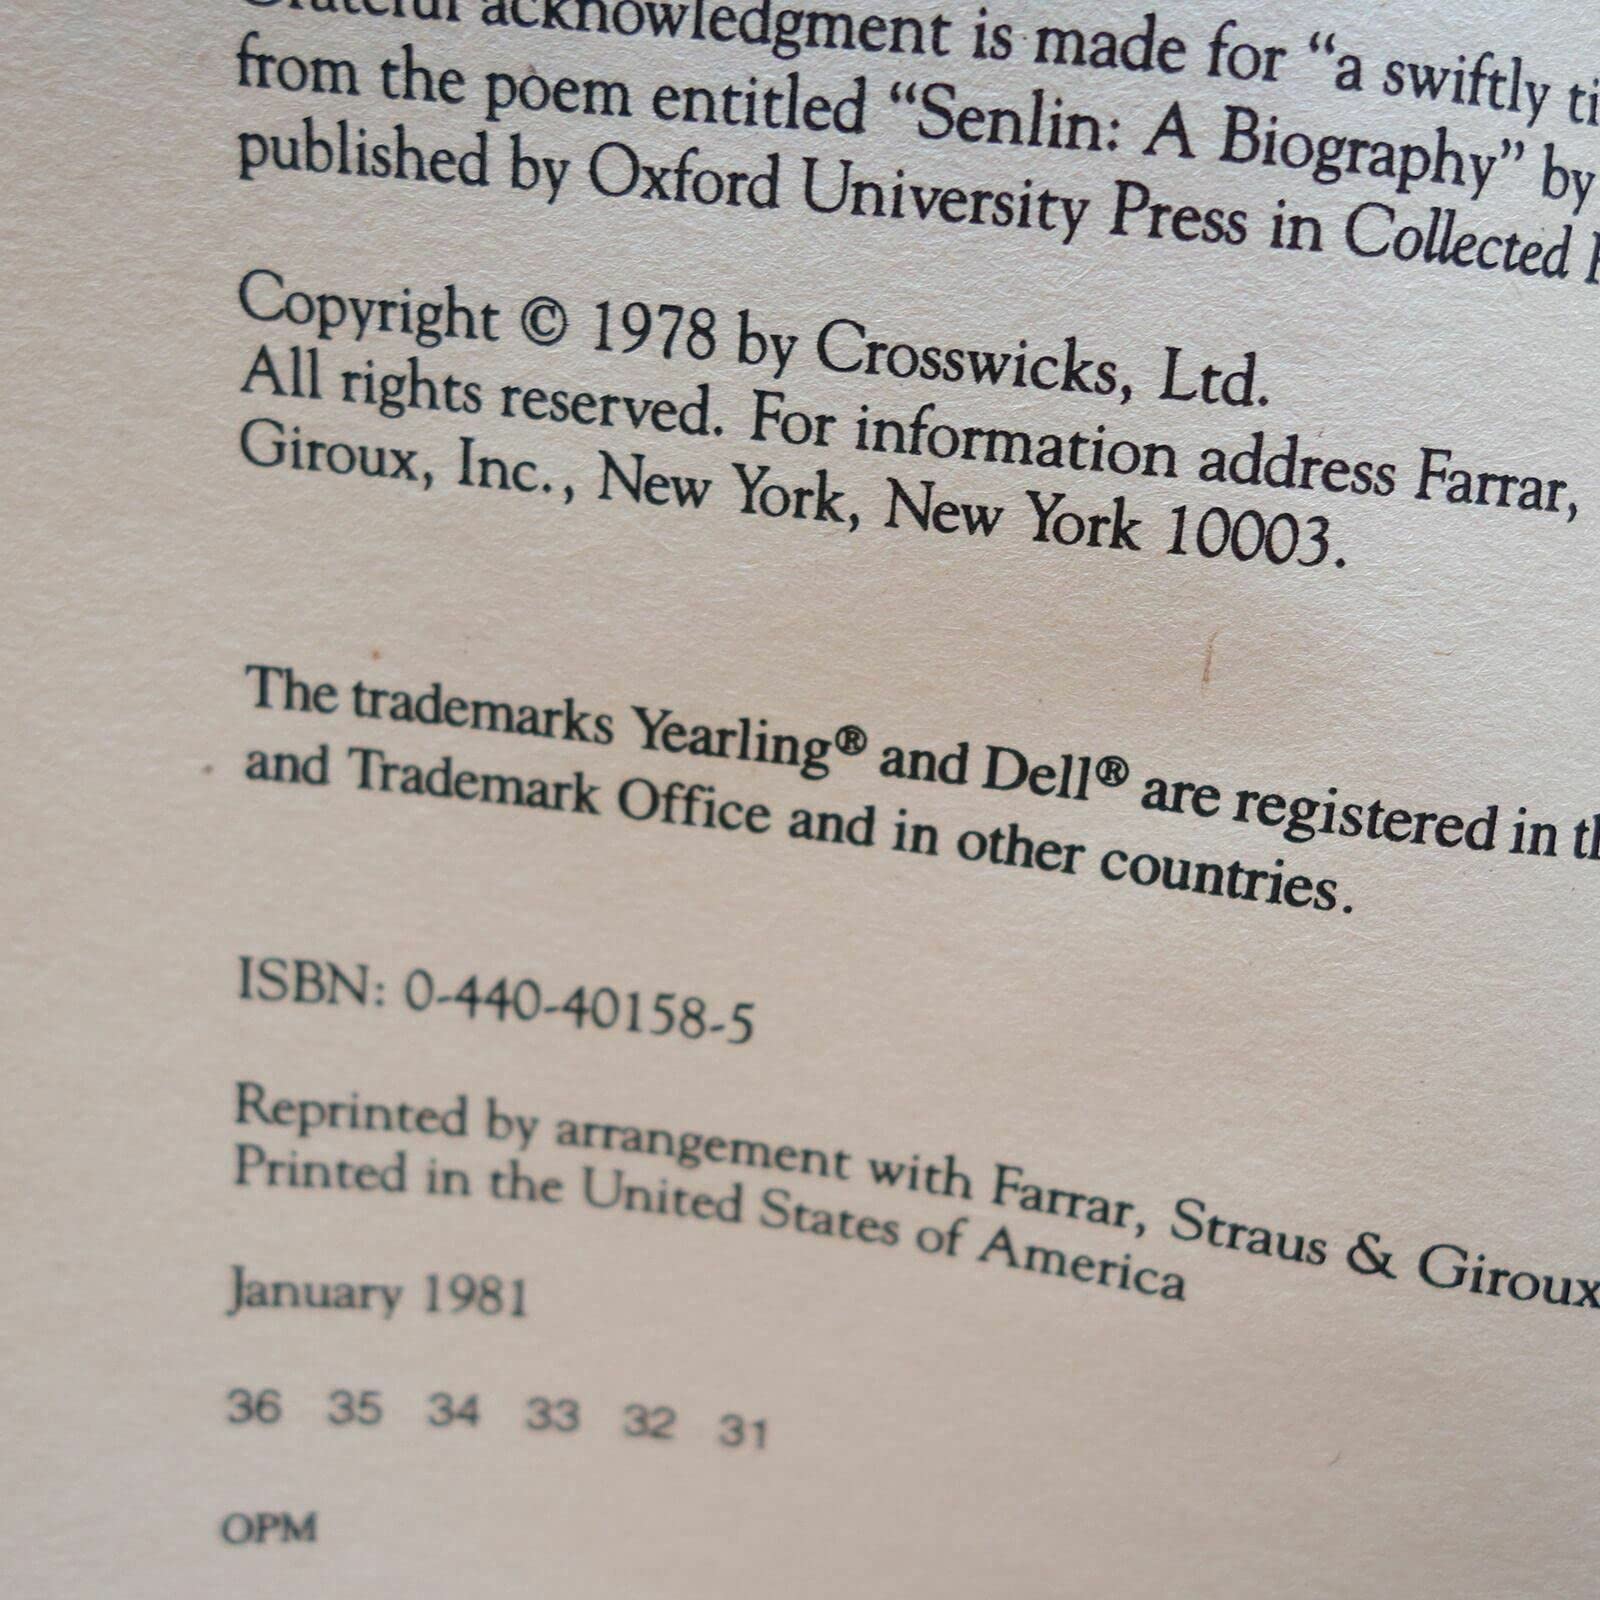 Grateful acknowledgment is made for “a swiftly
from the poem entitled “Senlin: A Biography” by
published by Oxford University Press in Collected
Copyright © 1978 by Crosswicks, Ltd.
All rights reserved. For information address Farrar,
Giroux, Inc., New York, New York 10003.
The trademarks Yearling® and Dell® are registered in
and Trademark Office and in other countries.
ISBN: 0-440-40158-5
Reprinted by arrangement with Farrar, Straus & Giroux
Printed in the United States of America
January 1981
36 35 34 33 32 31
OPM